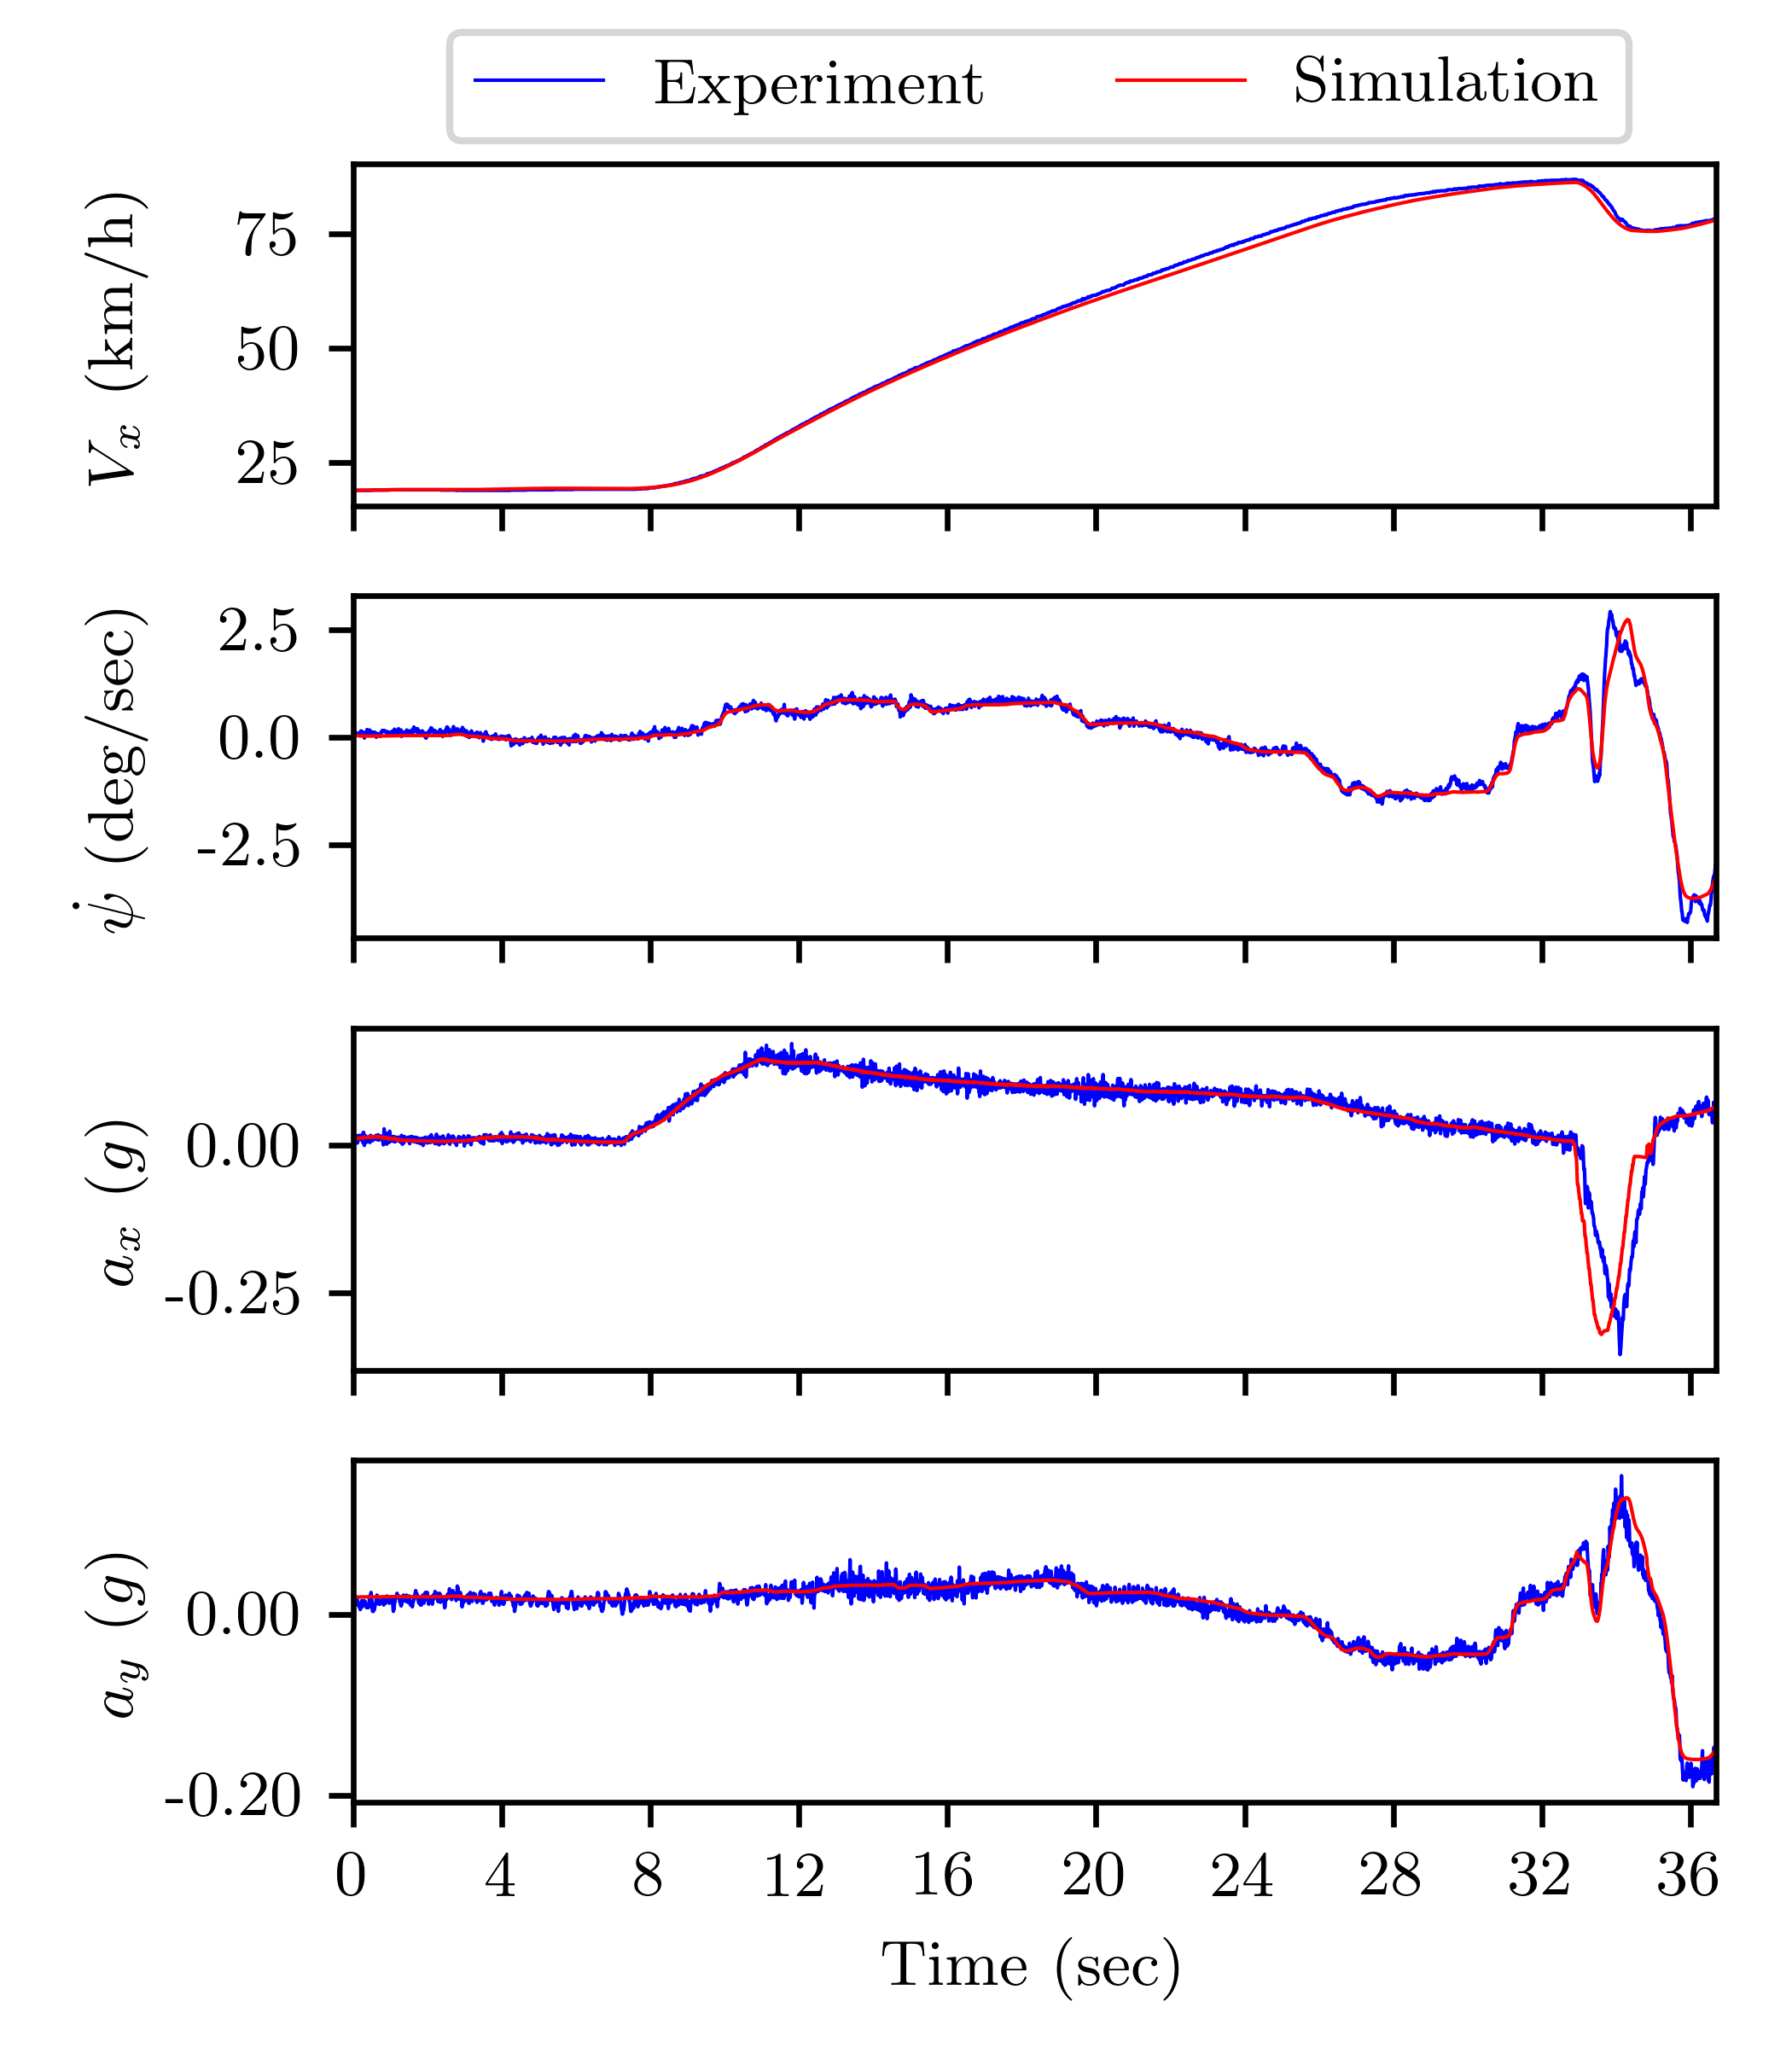 Experiment Simulation
V_x (km/h)
75
50
25
ψ̇ (deg/sec)
2.5
0.0
-2.5
a_x (g)
0.00
-0.25
a_y (g)
0.00
-0.20
0 4 8 12 16 20 24 28 32 36
Time (sec)